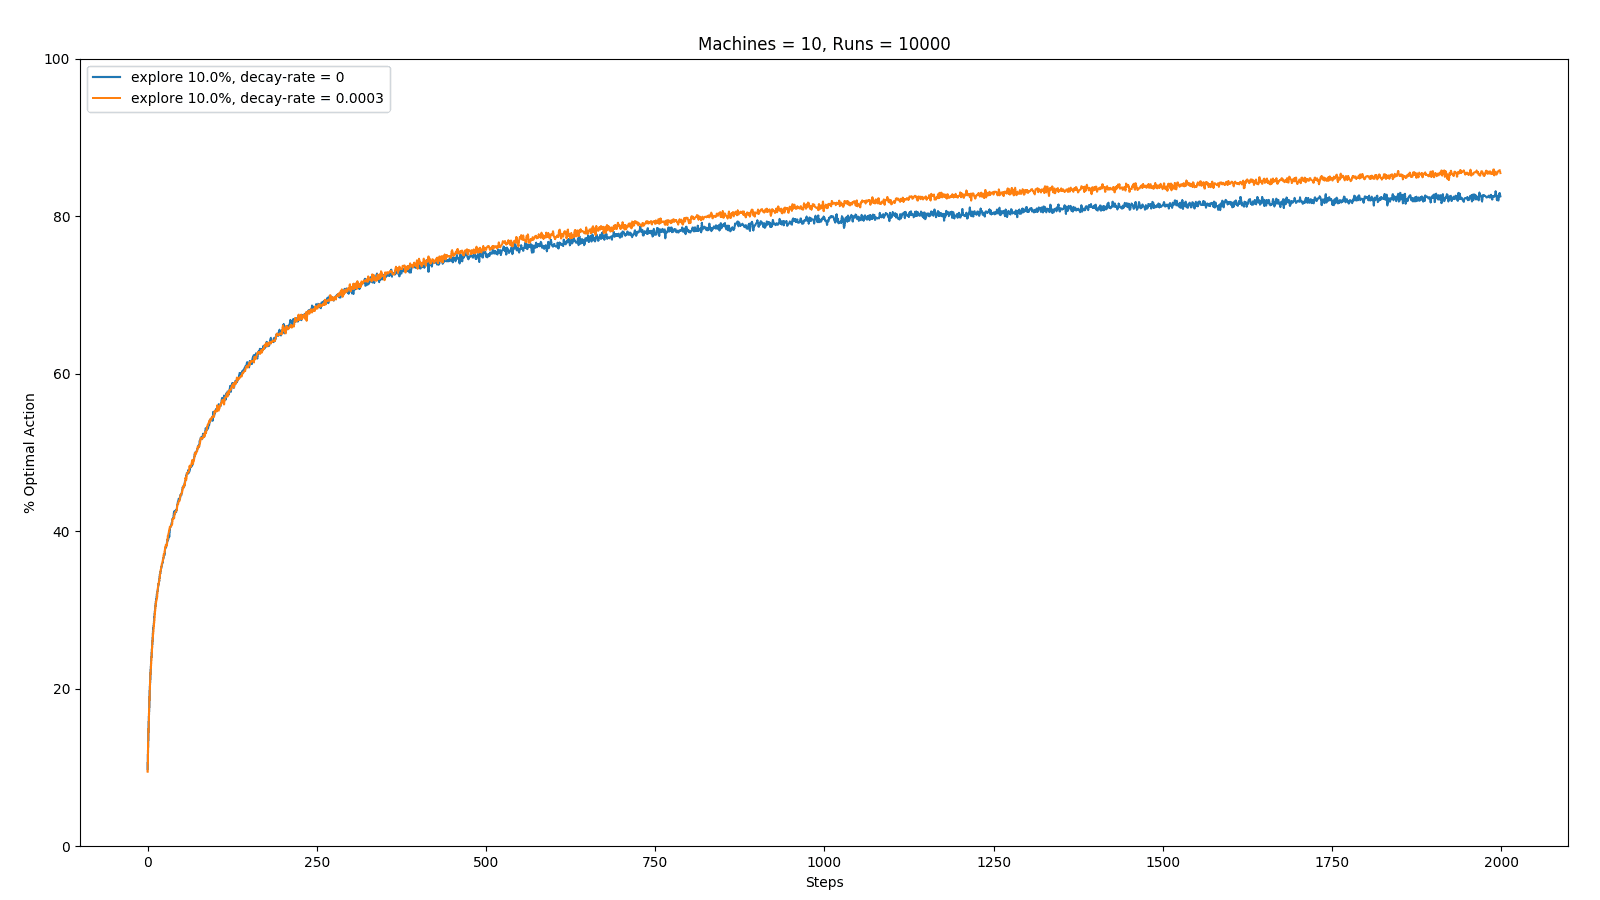 Machines = 10, Runs = 10000
explore 10.0%, decay-rate = 0
explore 10.0%, decay-rate = 0.0003
% Optimal Action
100
80
60
40
20
0
0 250 500 750 1000 1250 1500 1750 2000
Steps